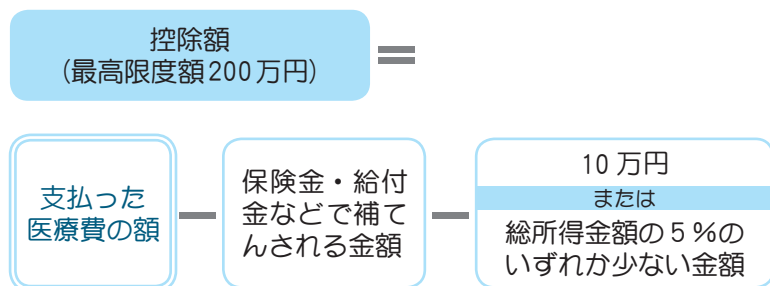 控除額
(最高限度額200万円)
=
支払った
医療費の額
−
保険金・給付
金などで補て
んされる金額
−
10万円
または
総所得金額の5%の
いずれか少ない金額